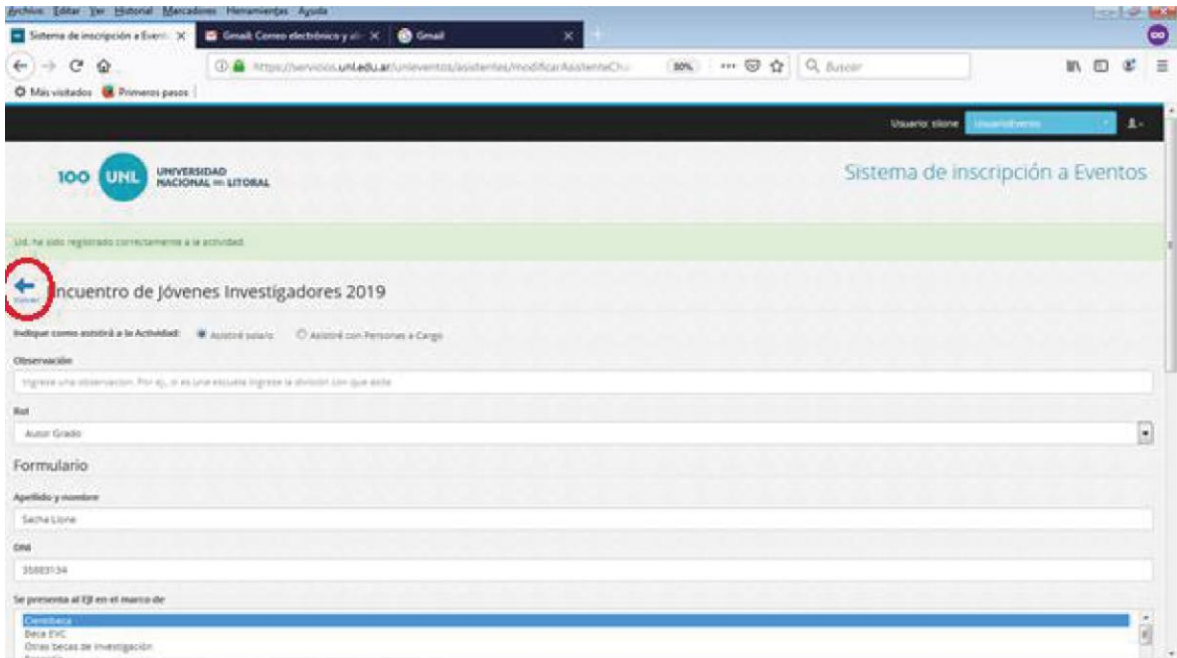 Archivo Editar Ver Historial Marcadores Herramientas Ayuda
Sistema de inscripción a Event
Gmail: Correo electrónico y al
Gmail
https://servicios.unl.edu.ar/unleventos/asistentes/modificarAsistenteCh
90%
Buscar
Más visitados
Primeros pasos
Usuario: slione
UsuarioEvento
100 UNL UNIVERSIDAD
NACIONAL DEL LITORAL
Sistema de inscripción a Eventos
Ud. ha sido registrado correctamente a la actividad.
Volver
ncuentro de Jóvenes Investigadores 2019
Indique como asistirá a la Actividad:
Asistiré solo/a
Asistiré con Personas a Cargo
Observación
Ingrese una observación. Por ej., si es una escuela ingrese la división con que asiste
Rol
Autor Grado
Formulario
Apellido y nombre
Sacha Lione
DNI
35883134
Se presenta al EJI en el marco de
Cientibeca
Beca EVC
Otras becas de investigación